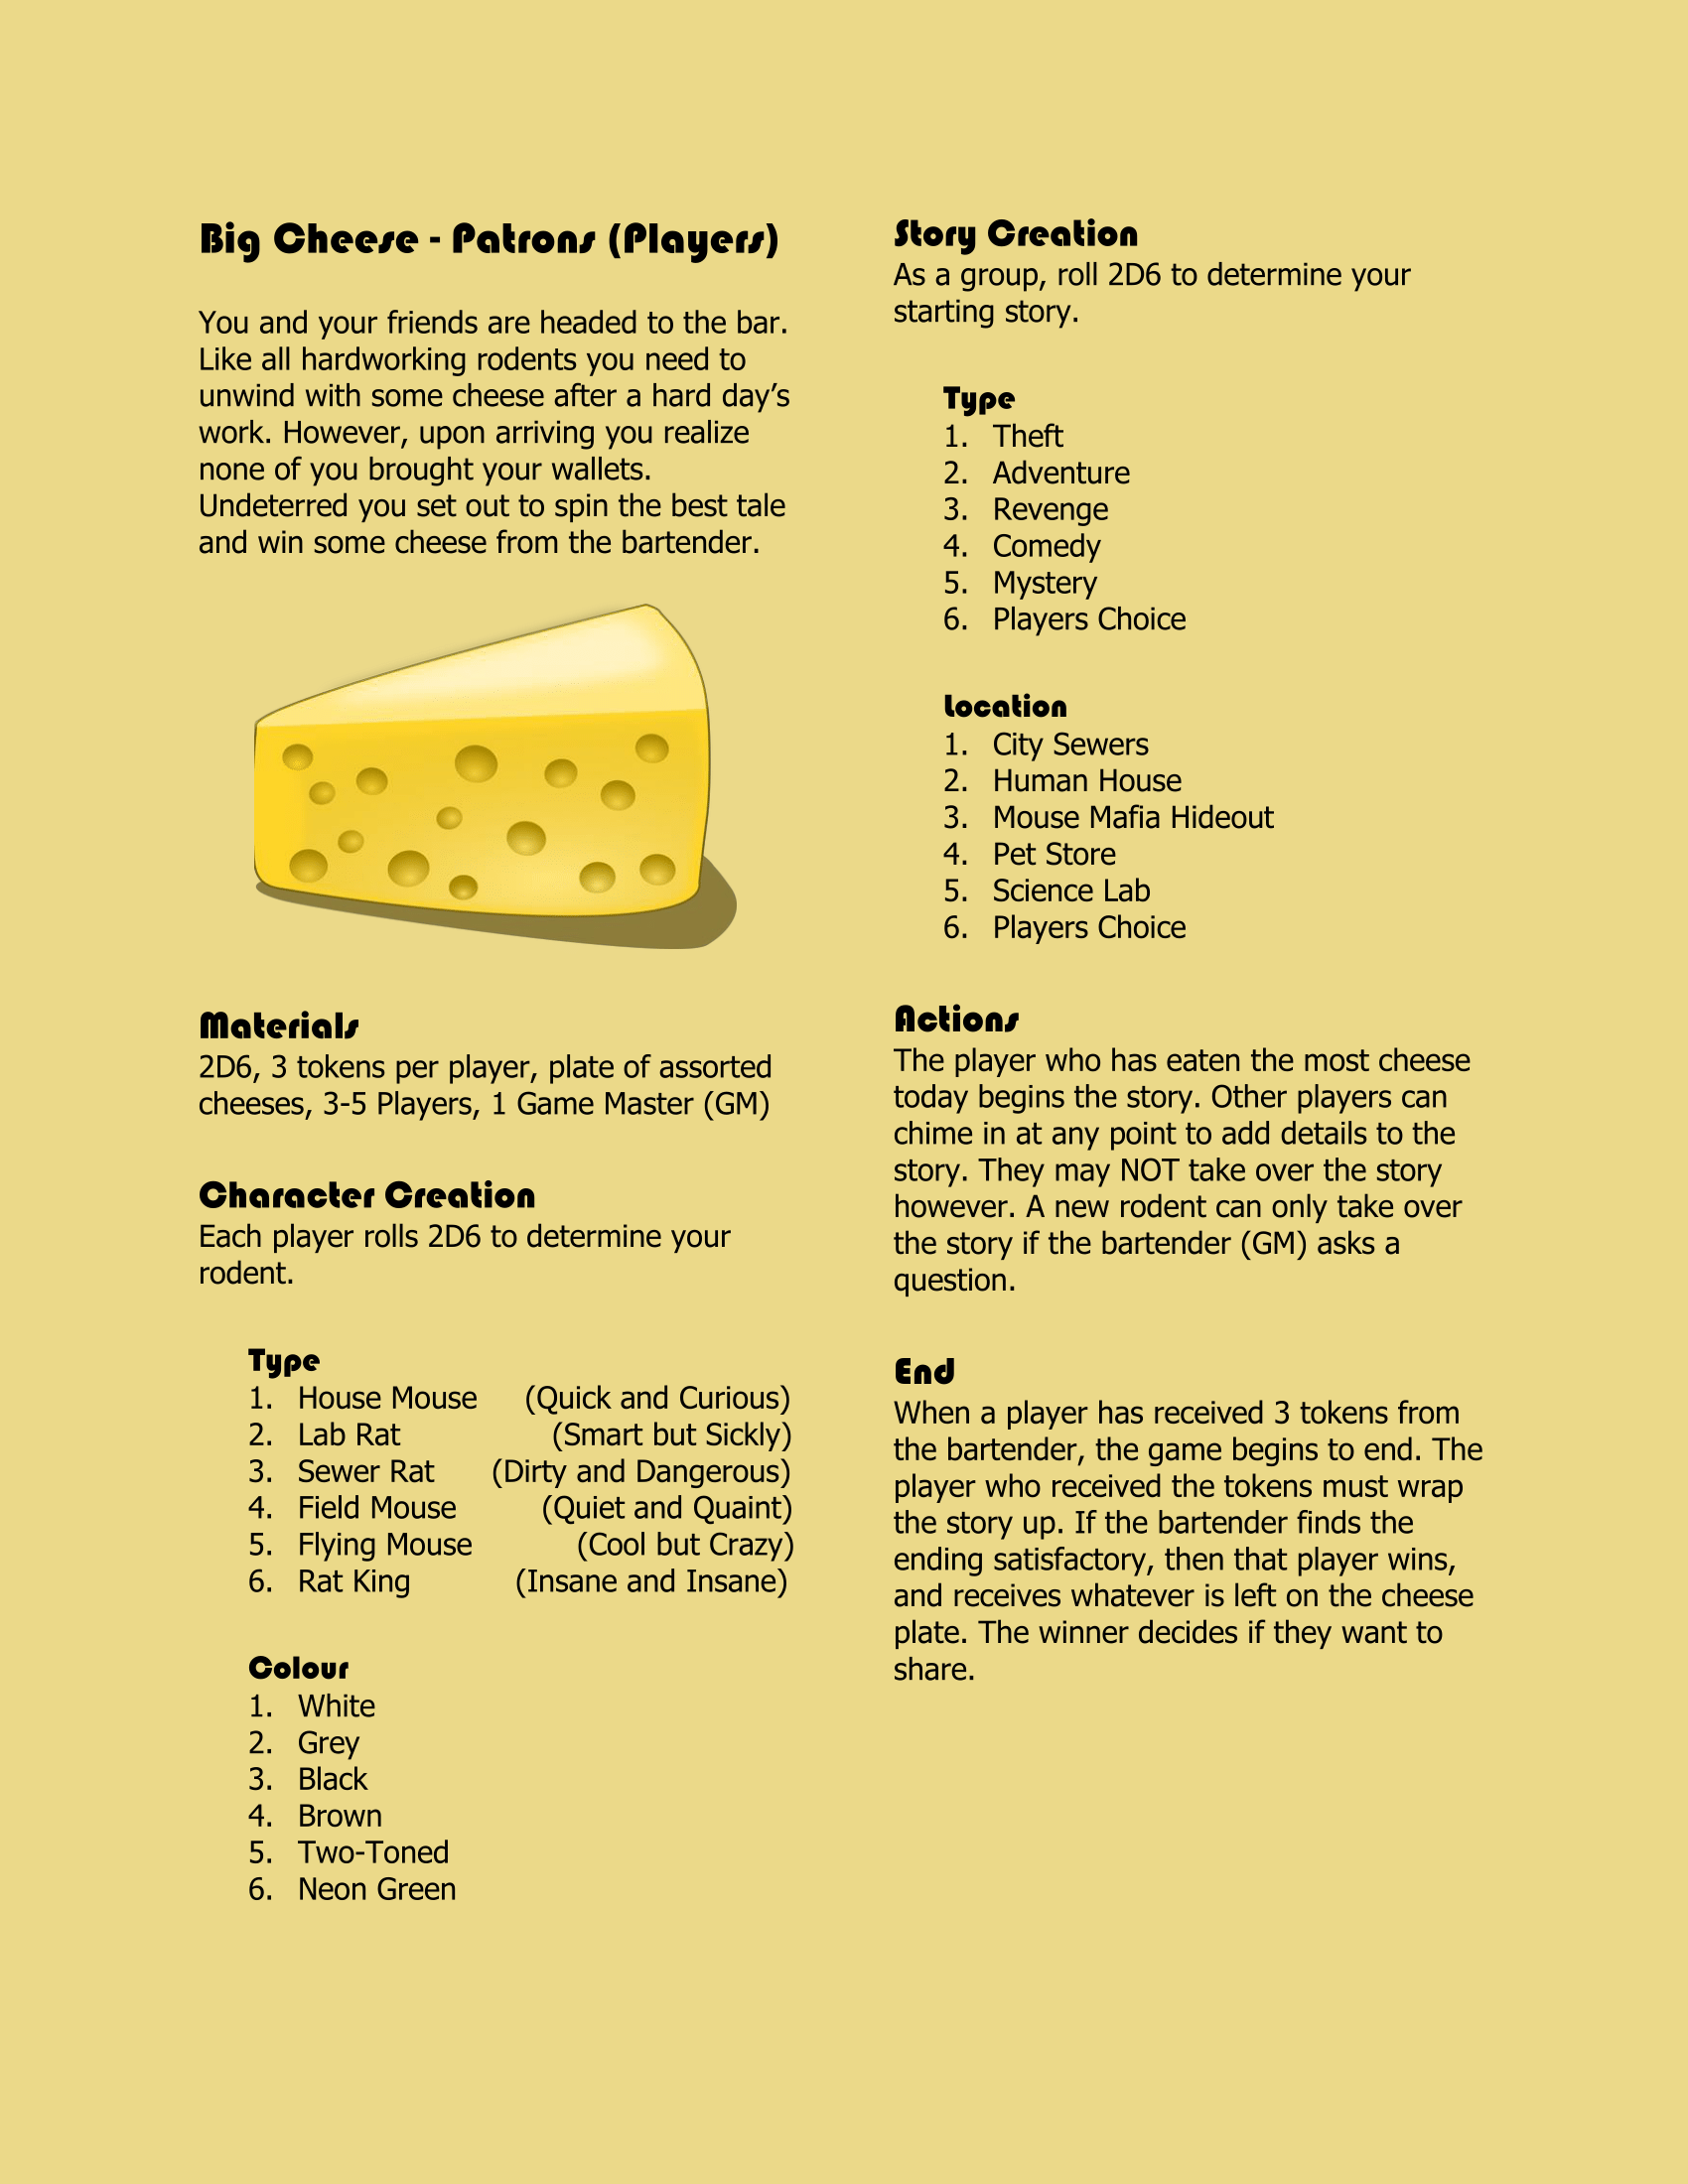 Big Cheese - Patrons (Players)
You and your friends are headed to the bar.
Like all hardworking rodents you need to
unwind with some cheese after a hard day’s
work. However, upon arriving you realize
none of you brought your wallets.
Undeterred you set out to spin the best tale
and win some cheese from the bartender.
Materials
2D6, 3 tokens per player, plate of assorted
cheeses, 3-5 Players, 1 Game Master (GM)
Character Creation
Each player rolls 2D6 to determine your
rodent.
Type
1. House Mouse (Quick and Curious)
2. Lab Rat (Smart but Sickly)
3. Sewer Rat (Dirty and Dangerous)
4. Field Mouse (Quiet and Quaint)
5. Flying Mouse (Cool but Crazy)
6. Rat King (Insane and Insane)
Colour
1. White
2. Grey
3. Black
4. Brown
5. Two-Toned
6. Neon Green
Story Creation
As a group, roll 2D6 to determine your
starting story.
Type
1. Theft
2. Adventure
3. Revenge
4. Comedy
5. Mystery
6. Players Choice
Location
1. City Sewers
2. Human House
3. Mouse Mafia Hideout
4. Pet Store
5. Science Lab
6. Players Choice
Actions
The player who has eaten the most cheese
today begins the story. Other players can
chime in at any point to add details to the
story. They may NOT take over the story
however. A new rodent can only take over
the story if the bartender (GM) asks a
question.
End
When a player has received 3 tokens from
the bartender, the game begins to end. The
player who received the tokens must wrap
the story up. If the bartender finds the
ending satisfactory, then that player wins,
and receives whatever is left on the cheese
plate. The winner decides if they want to
share.